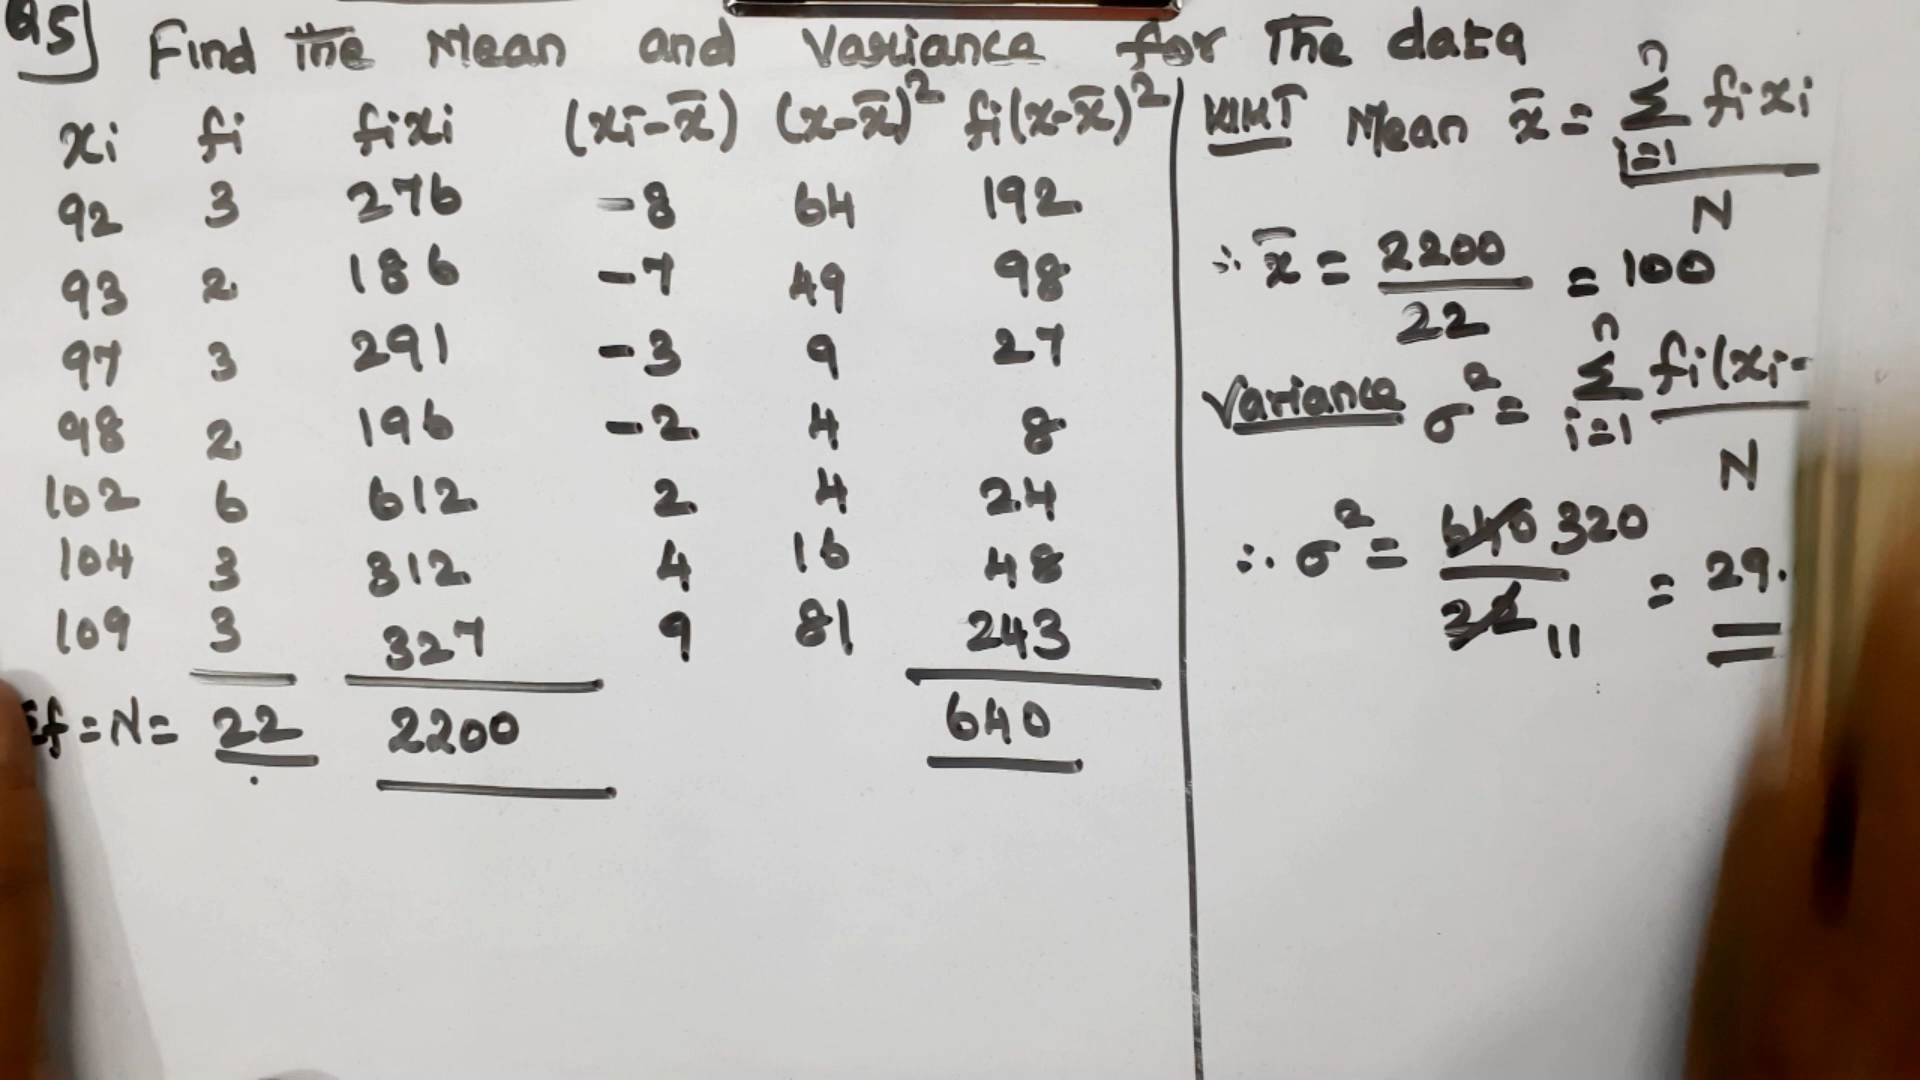 Q5] Find the Mean and Variance for The data
xi fi fixi (xi-x̄) (x-x̄)² fi(x-x̄)²
92 3 276 -8 64 192
93 2 186 -7 49 98
97 3 291 -3 9 27
98 2 196 -2 4 8
102 6 612 2 4 24
104 3 312 4 16 48
109 3 327 9 81 243
Σf = N = 22 2200 640
HINT Mean x̄ = Σ fixi
n
i=1
N
∴ x̄ = 2200/22 = 100
Variance σ² = Σ fi(xi-
n
i=1
N
∴ σ² = 640 320 / 22 11 = 29.